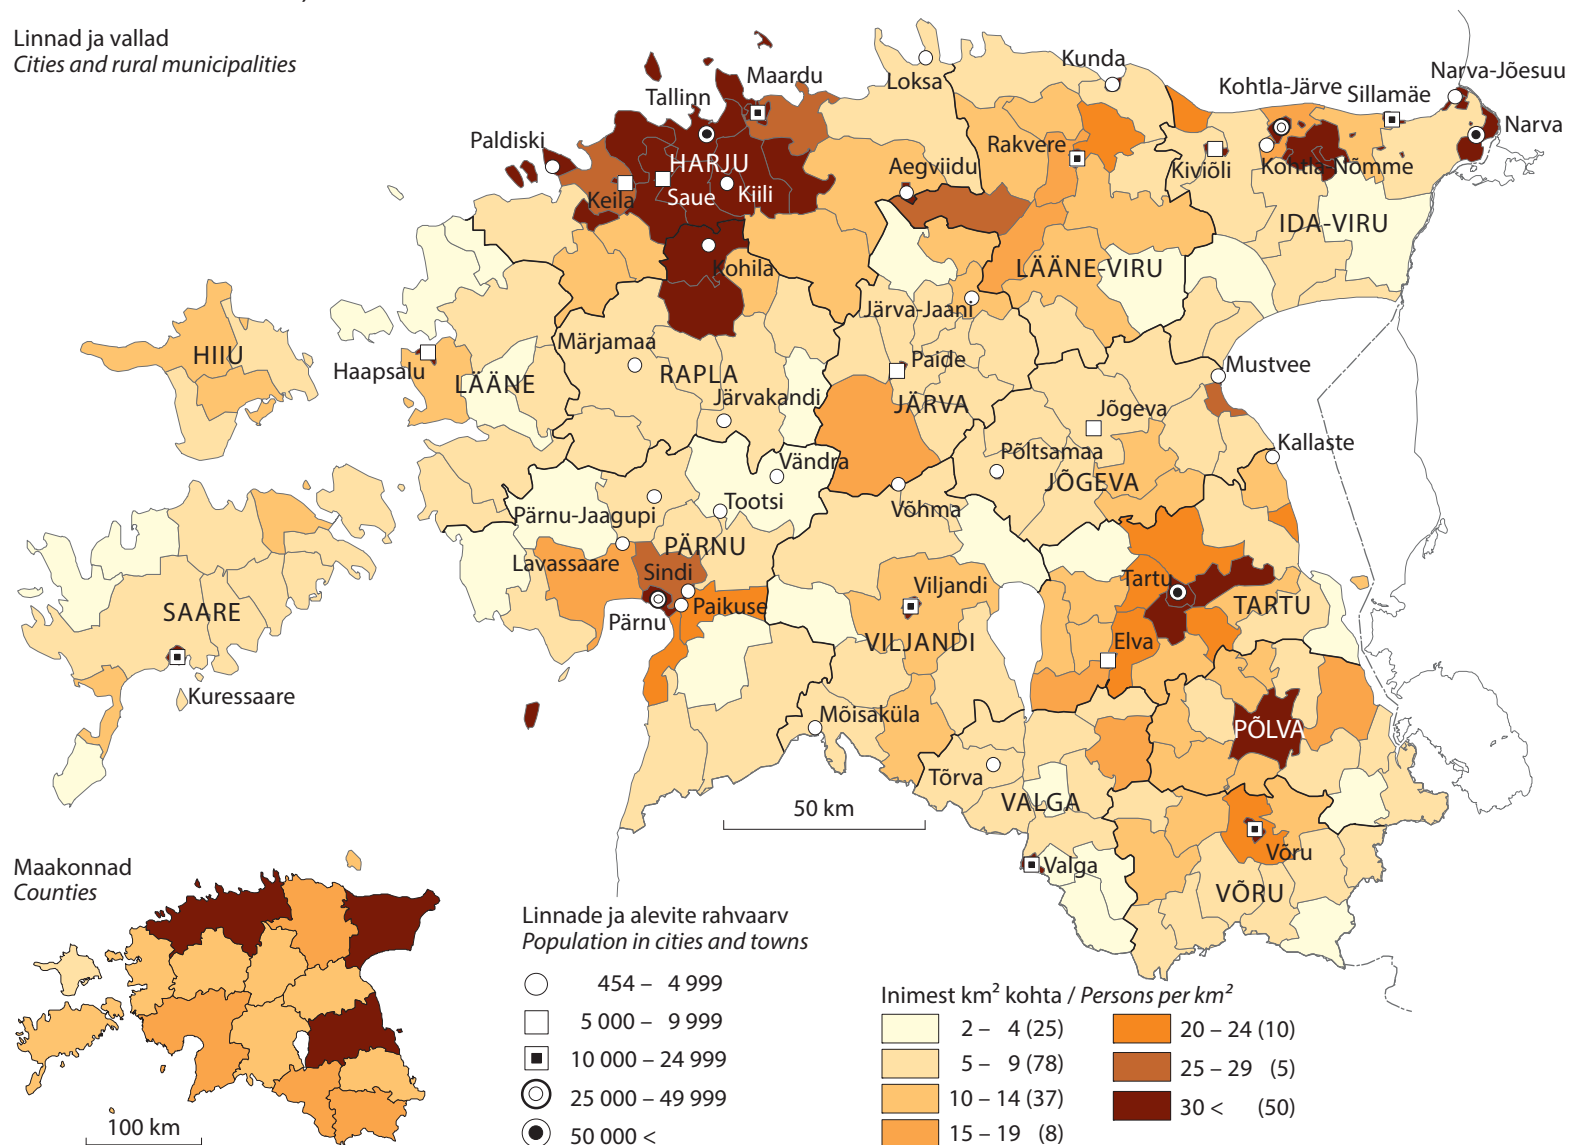 Linnad ja vallad
Cities and rural municipalities
Loksa
Kunda
Maardu
Tallinn
Kohtla-Järve
Sillamäe
Narva-Jõesuu
Narva
Paldiski
HARJU
Rakvere
Aegviidu
Kiviõli
Kohtla-Nõmme
Keila
Saue
Kiili
IDA-VIRU
Kohila
LÄÄNE-VIRU
Järva-Jaani
HIIU
Märjamaa
Haapsalu
LÄÄNE
RAPLA
Paide
Mustvee
JÄRVA
Järvakandi
Jõgeva
Kallaste
Põltsamaa
Vändra
JÕGEVA
Tootsi
Võhma
Pärnu-Jaagupi
PÄRNU
Lavassaare
Sindi
Tartu
Viljandi
TARTU
SAARE
Paikuse
Pärnu
VILJANDI
Elva
Kuressaare
Mõisaküla
PÕLVA
Tõrva
VALGA
50 km
Võru
Valga
VÕRU
Maakonnad
Counties
100 km
Linnade ja alevite rahvaarv
Population in cities and towns
454 – 4 999
5 000 – 9 999
10 000 – 24 999
25 000 – 49 999
50 000 <
Inimest km² kohta / Persons per km²
2 – 4 (25)
5 – 9 (78)
10 – 14 (37)
15 – 19 (8)
20 – 24 (10)
25 – 29 (5)
30 < (50)